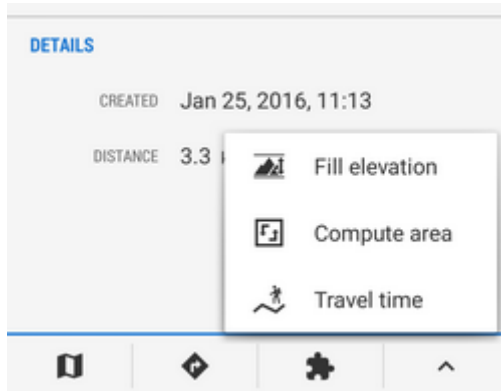 DETAILS
CREATED Jan 25, 2016, 11:13
DISTANCE 3.3
Fill elevation
Compute area
Travel time